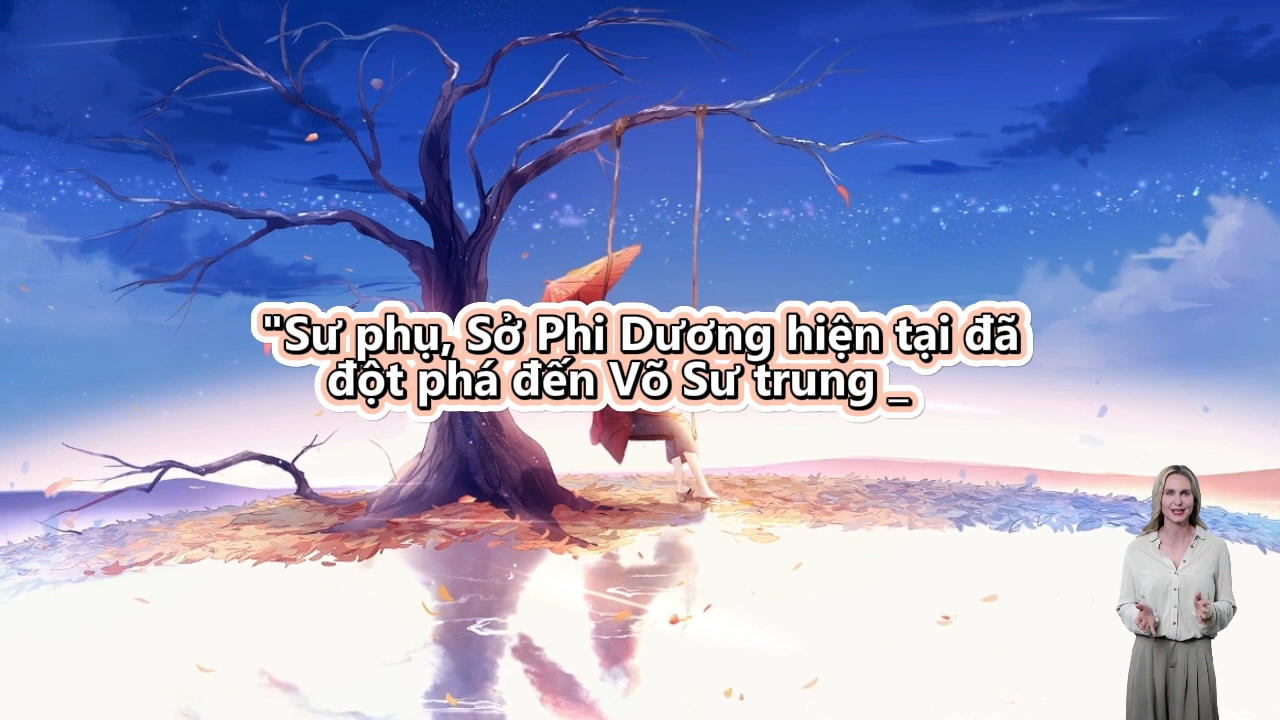 "Sư phụ, Sở Phi Dương hiện tại đã
đột phá đến Võ Sư trung _